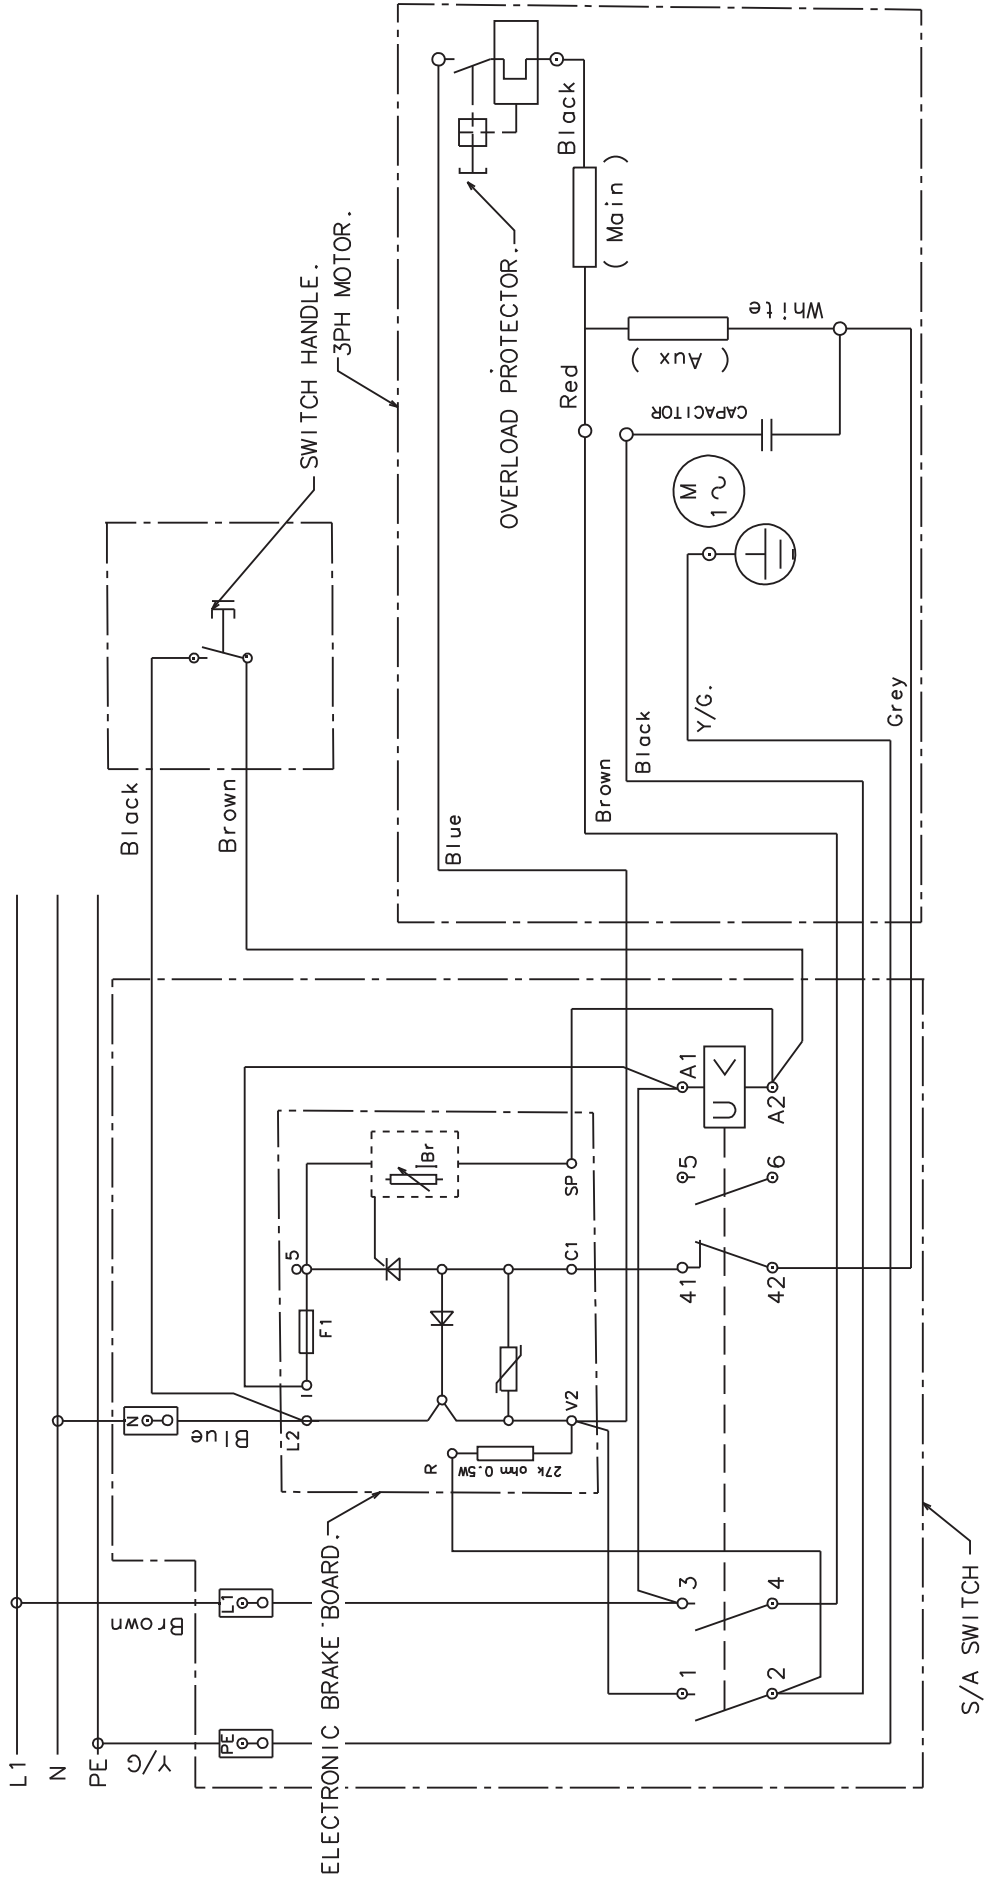 L1
N
PE
Brown
Y/G
L1
PE
N
Blue
Black
Brown
SWITCH HANDLE.
3PH MOTOR.
OVERLOAD PROTECTOR.
Black
( Main )
White
( Aux )
Red
CAPACITOR
M
1 ~
Y/G.
Grey
Black
Brown
Blue
A1
U <
A2
5
6
41
42
3
4
1
2
IBr
SP
5
C1
F1
I
L2
V2
R
27k ohm 0.5W
ELECTRONIC BRAKE BOARD.
S/A SWITCH